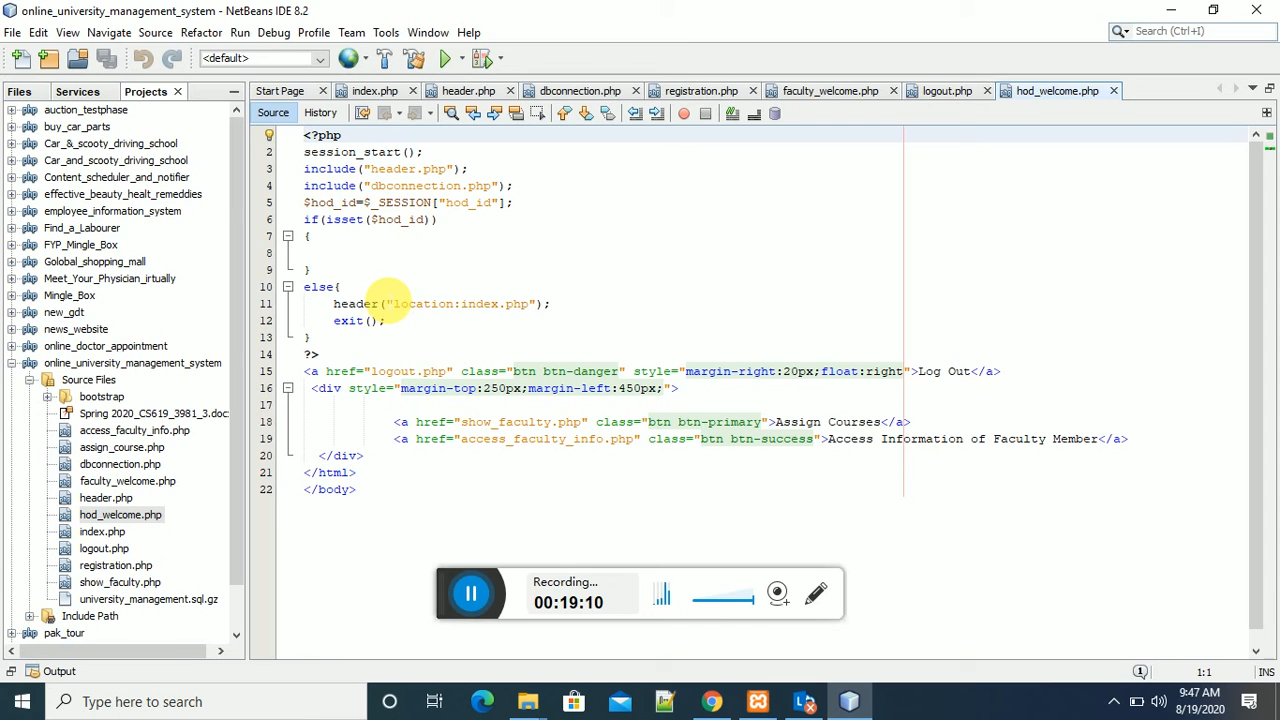 online_university_management_system - NetBeans IDE 8.2
File Edit View Navigate Source Refactor Run Debug Profile Team Tools Window Help
Search (Ctrl+I)
<default>
Files Services Projects
Start Page index.php header.php dbconnection.php registration.php faculty_welcome.php logout.php hod_welcome.php
Source History
auction_testphase
buy_car_parts
Car_&_scooty_driving_school
Car_and_scooty_driving_school
Content_scheduler_and_notifier
effective_beauty_healt_remeddies
employee_information_system
Find_a_Labourer
FYP_Mingle_Box
Golobal_shopping_mall
Meet_Your_Physician_irtually
Mingle_Box
new_gdt
news_website
online_doctor_appointment
online_university_management_system
Source Files
bootstrap
Spring 2020_CS619_3981_3.doc
access_faculty_info.php
assign_course.php
dbconnection.php
faculty_welcome.php
header.php
hod_welcome.php
index.php
logout.php
registration.php
show_faculty.php
university_management.sql.gz
Include Path
pak_tour
<?php
2 session_start();
3 include("header.php");
4 include("dbconnection.php");
5 $hod_id=$_SESSION["hod_id"];
6 if(isset($hod_id))
7 {
8
9 }
10 else{
11 header("location:index.php");
12 exit();
13 }
14 ?>
15 <a href="logout.php" class="btn btn-danger" style="margin-right:20px;float:right">Log Out</a>
16 <div style="margin-top:250px;margin-left:450px;">
17
18 <a href="show_faculty.php" class="btn btn-primary">Assign Courses</a>
19 <a href="access_faculty_info.php" class="btn btn-success">Access Information of Faculty Member</a>
20 </div>
21 </html>
22 </body>
Recording...
00:19:10
Output
1
1:1
INS
Type here to search
9:47 AM
8/19/2020